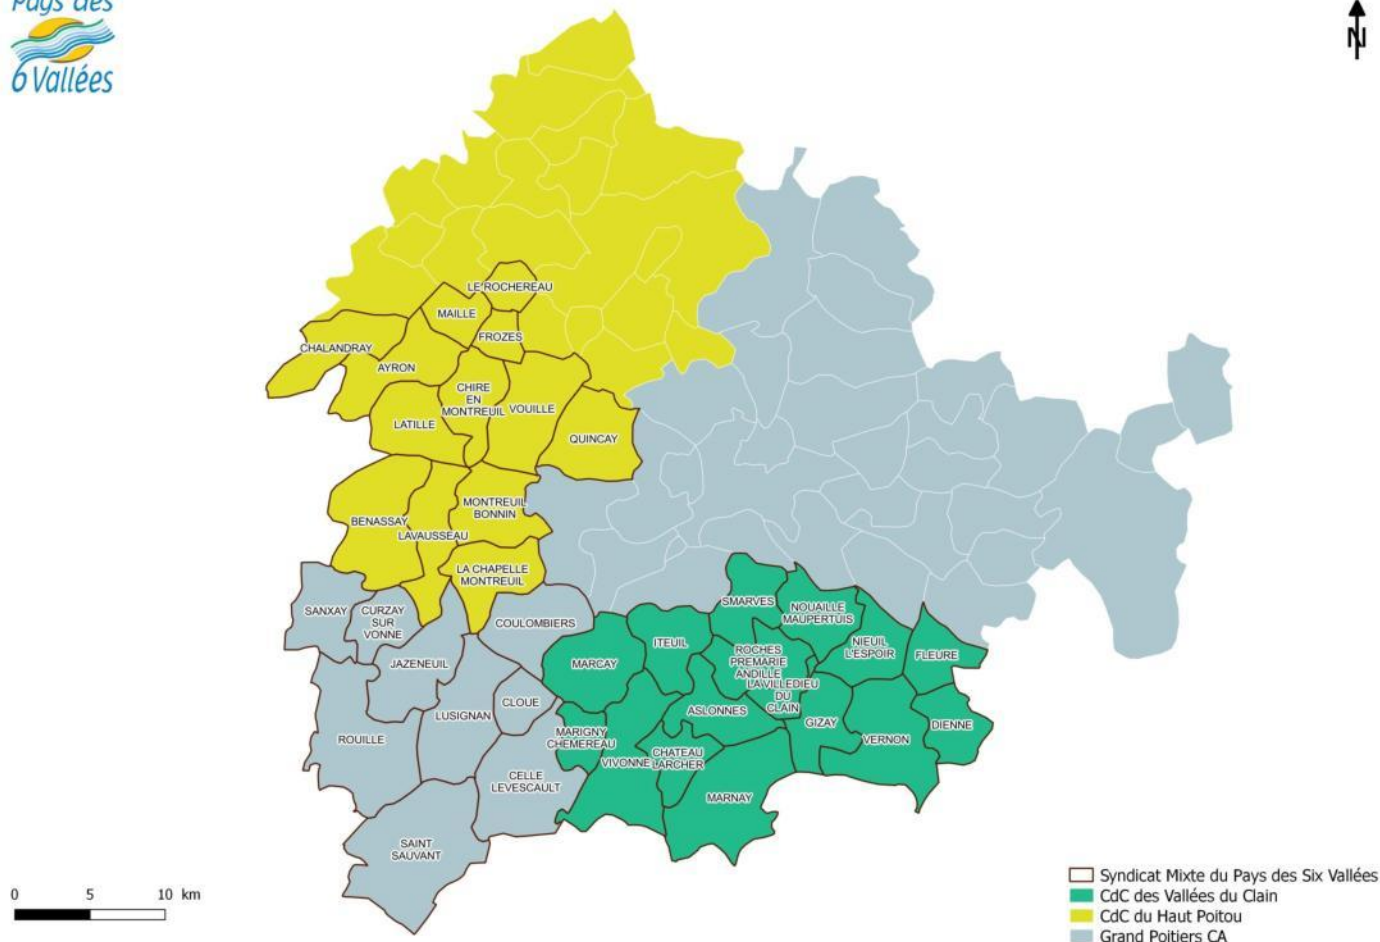 Pays des
6 Vallées
N
LE ROCHEREAU
MAILLE
FROZES
CHALANDRAY
AYRON
CHIRE
EN
MONTREUIL
VOUILLE
LATILLE
QUINCAY
MONTREUIL
BONNIN
BENASSAY
LAVAUSSEAU
LA CHAPELLE
MONTREUIL
SANXAY
CURZAY
SUR
VONNE
COULOMBIERS
SMARVES
NOUAILLE
MAUPERTUIS
ITEUIL
NIEUIL
L'ESPOIR
FLEURE
MARCAY
ROCHES
PREMARIE
ANDILLE
JAZENEUIL
LA VILLEDIEU
DU
CLAIN
CLOUE
ASLONNES
LUSIGNAN
GIZAY
DIENNE
ROUILLE
MARIGNY
CHEMEREAU
VERNON
VIVONNE
CHATEAU
LARCHER
CELLE
LEVESCAULT
MARNAY
SAINT
SAUVANT
0 5 10 km
Syndicat Mixte du Pays des Six Vallées
CdC des Vallées du Clain
CdC du Haut Poitou
Grand Poitiers CA